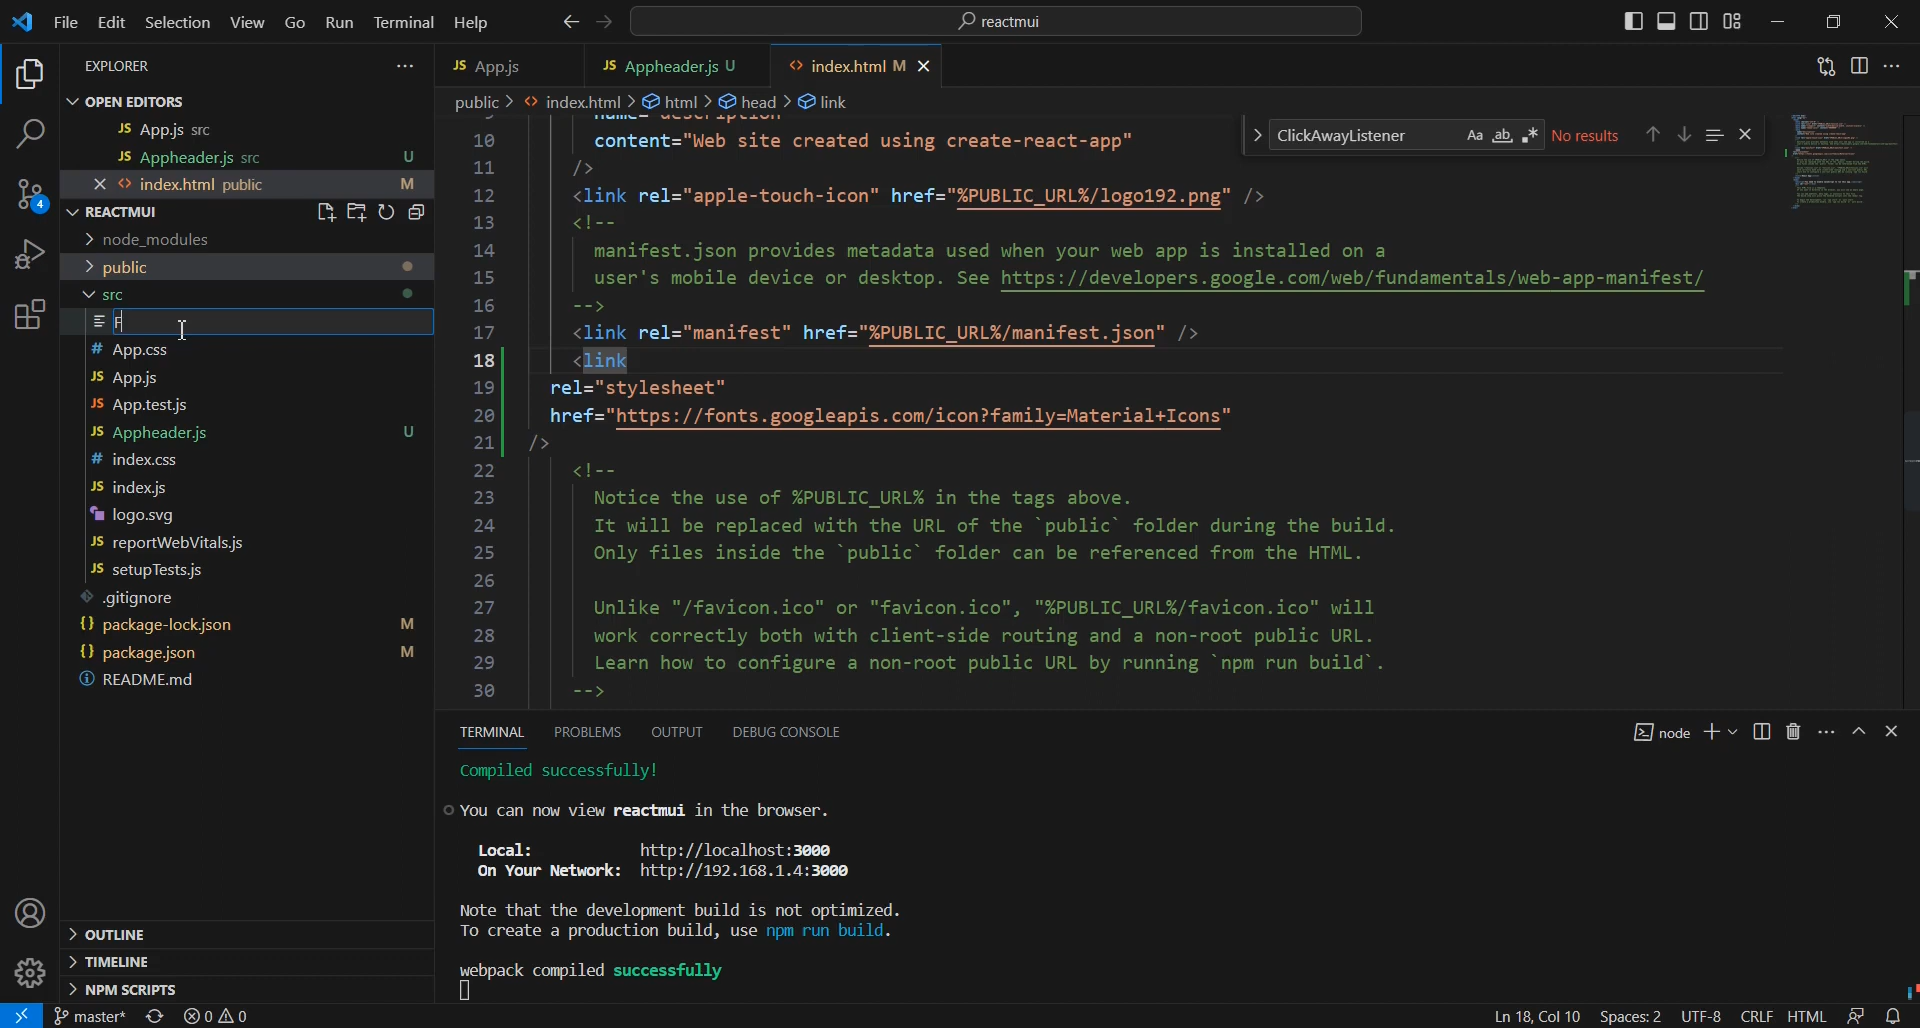 File Edit Selection View Go Run Terminal Help
reactmui
EXPLORER
OPEN EDITORS
JS App.js src
JS Appheader.js src U
index.html public M
REACTMUI
node_modules
public
src
F
# App.css
JS App.js
JS App.test.js
JS Appheader.js U
# index.css
JS index.js
logo.svg
JS reportWebVitals.js
JS setupTests.js
.gitignore
{} package-lock.json M
{} package.json M
README.md
OUTLINE
TIMELINE
NPM SCRIPTS
4
JS App.js
JS Appheader.js U
<> index.html M
public > <> index.html > html > head > link
ClickAwayListener Aa ab No results
9 name="description"
10 content="Web site created using create-react-app"
11 />
12 <link rel="apple-touch-icon" href="%PUBLIC_URL%/logo192.png" />
13 <!--
14 manifest.json provides metadata used when your web app is installed on a
15 user's mobile device or desktop. See https://developers.google.com/web/fundamentals/web-app-manifest/
16 -->
17 <link rel="manifest" href="%PUBLIC_URL%/manifest.json" />
18 <link
19 rel="stylesheet"
20 href="https://fonts.googleapis.com/icon?family=Material+Icons"
21 />
22 <!--
23 Notice the use of %PUBLIC_URL% in the tags above.
24 It will be replaced with the URL of the `public` folder during the build.
25 Only files inside the `public` folder can be referenced from the HTML.
26
27 Unlike "/favicon.ico" or "favicon.ico", "%PUBLIC_URL%/favicon.ico" will
28 work correctly both with client-side routing and a non-root public URL.
29 Learn how to configure a non-root public URL by running `npm run build`.
30 -->
TERMINAL PROBLEMS OUTPUT DEBUG CONSOLE
node
Compiled successfully!
You can now view reactmui in the browser.
Local: http://localhost:3000
On Your Network: http://192.168.1.4:3000
Note that the development build is not optimized.
To create a production build, use npm run build.
webpack compiled successfully
master* 0 0
Ln 18, Col 10 Spaces: 2 UTF-8 CRLF HTML